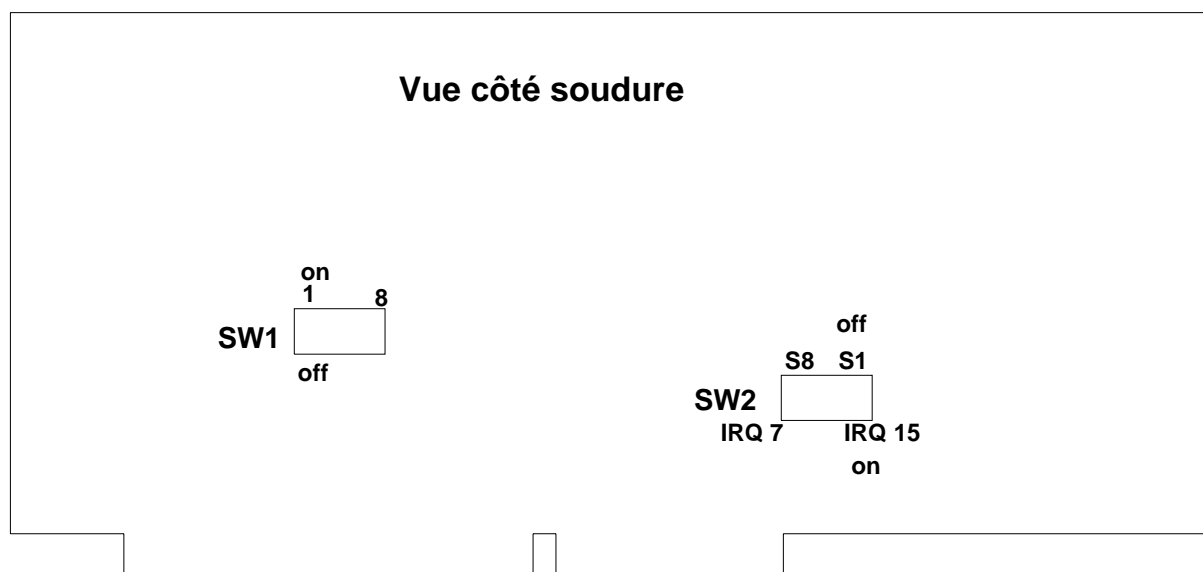 Vue côté soudure
on
1 8
SW1
off
off
S8 S1
SW2
IRQ 7 IRQ 15
on